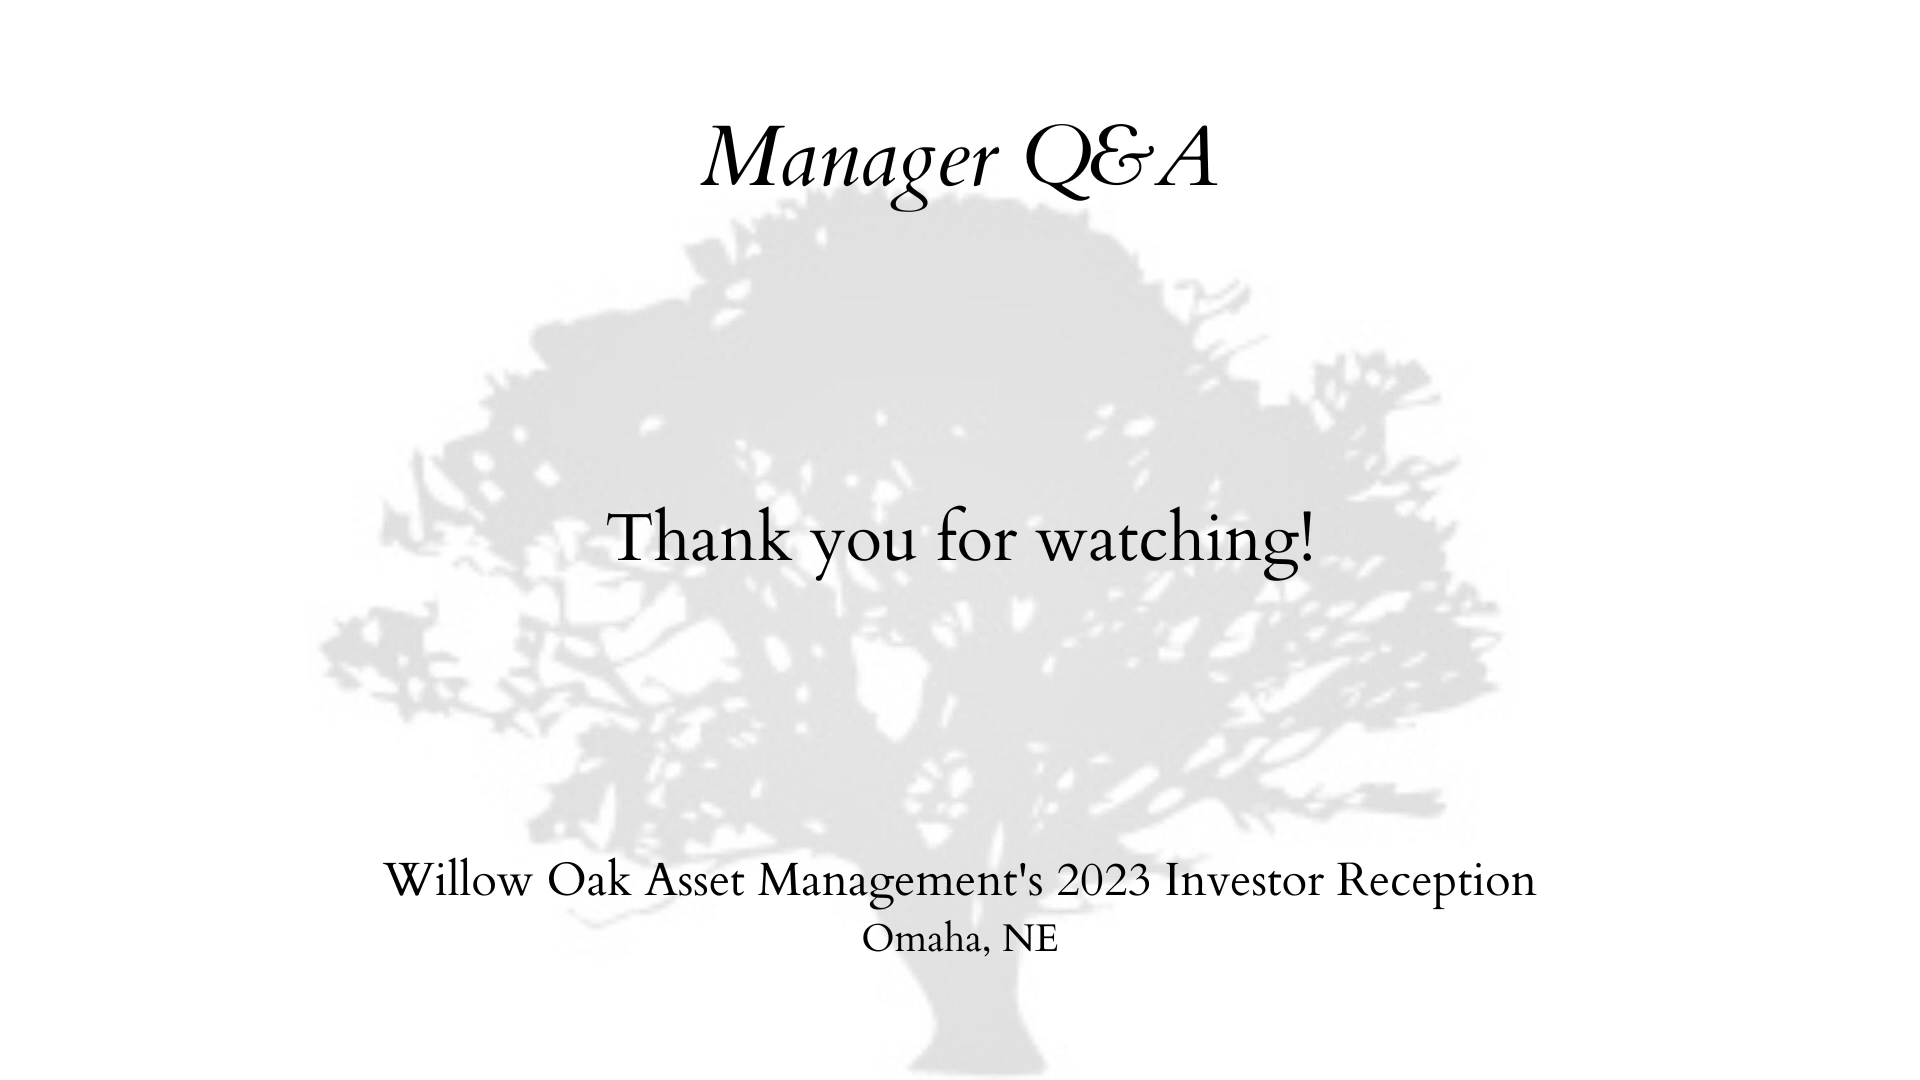 Manager Q&A
Thank you for watching!
Willow Oak Asset Management's 2023 Investor Reception
Omaha, NE